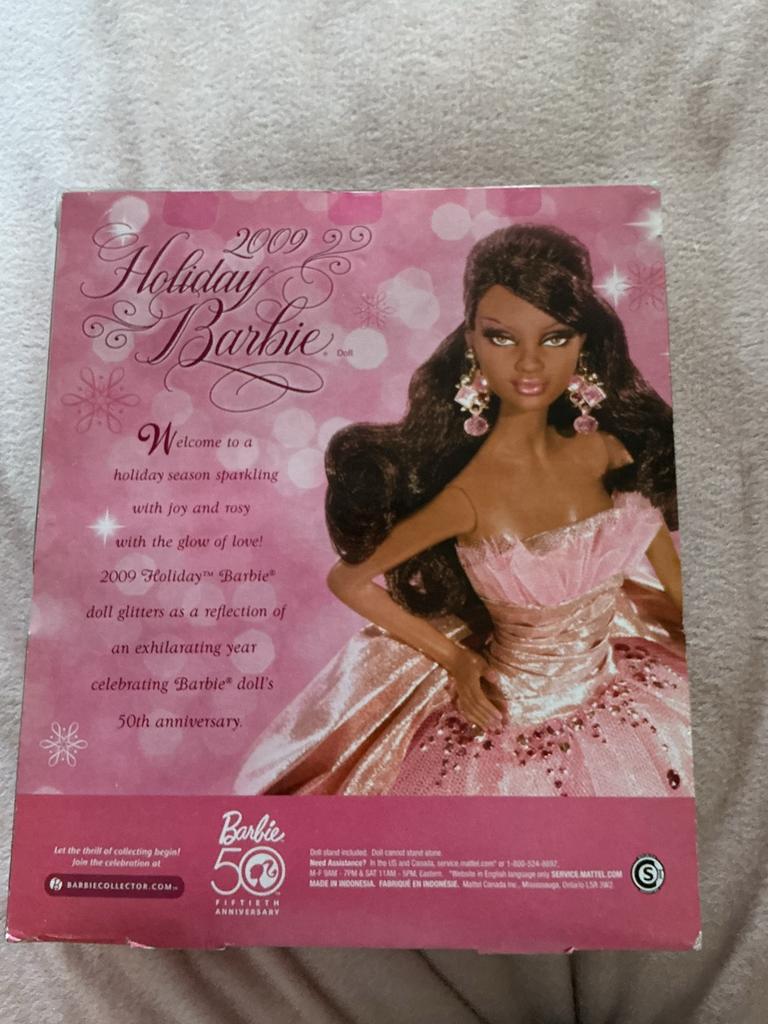 2009
Holiday
Barbie® Doll
Welcome to a
holiday season sparkling
with joy and rosy
with the glow of love!
2009 Holiday™ Barbie®
doll glitters as a reflection of
an exhilarating year
celebrating Barbie® doll's
50th anniversary.
Let the thrill of collecting begin!
Join the celebration at
BARBIECOLLECTOR.COM™
Barbie
50
FIFTIETH
ANNIVERSARY
Doll stand included. Doll cannot stand alone.
Need Assistance? In the US and Canada, service.mattel.com* or 1-800-524-8697,
M-F 9AM - 7PM & SAT 11AM - 5PM, Eastern. *Website in English language only SERVICE.MATTEL.COM
MADE IN INDONESIA. FABRIQUÉ EN INDONÉSIE. Mattel Canada Inc., Mississauga, Ontario L5R 3W2.
S